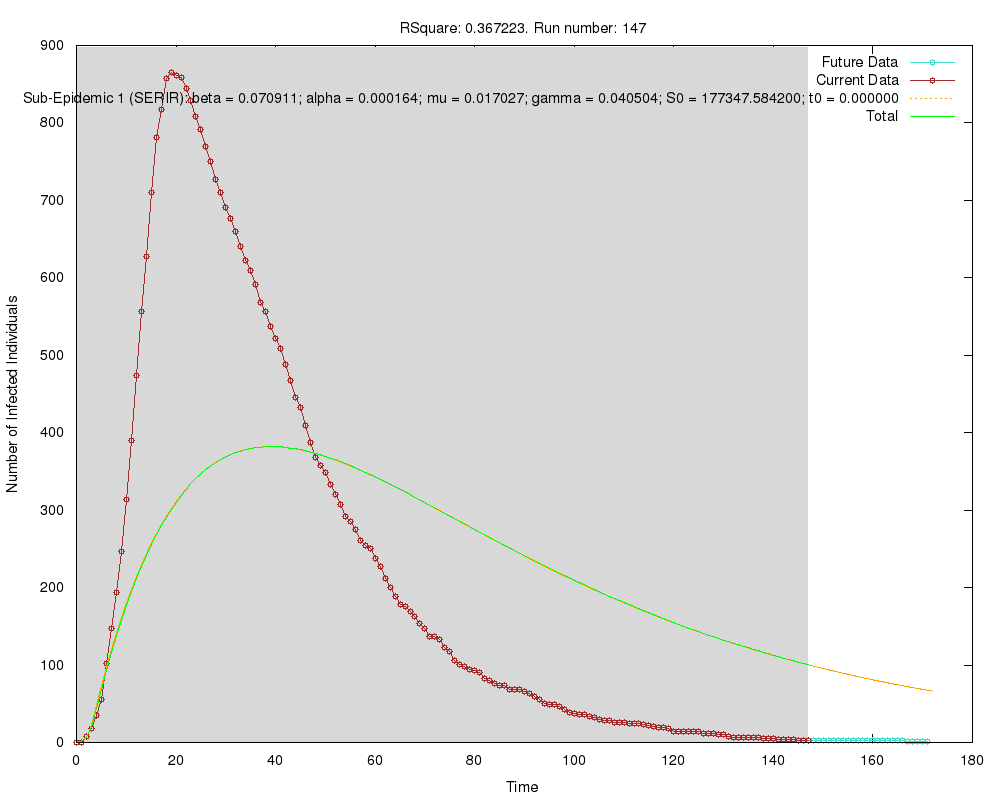 RSquare: 0.367223. Run number: 147
900
800
700
600
500
400
300
200
100
0
Number of Infected Individuals
Future Data
Current Data
Sub-Epidemic 1 (SERIR): beta = 0.070911; alpha = 0.000164; mu = 0.017027; gamma = 0.040504; S0 = 177347.584200; t0 = 0.000000
Total
0 20 40 60 80 100 120 140 160 180
Time